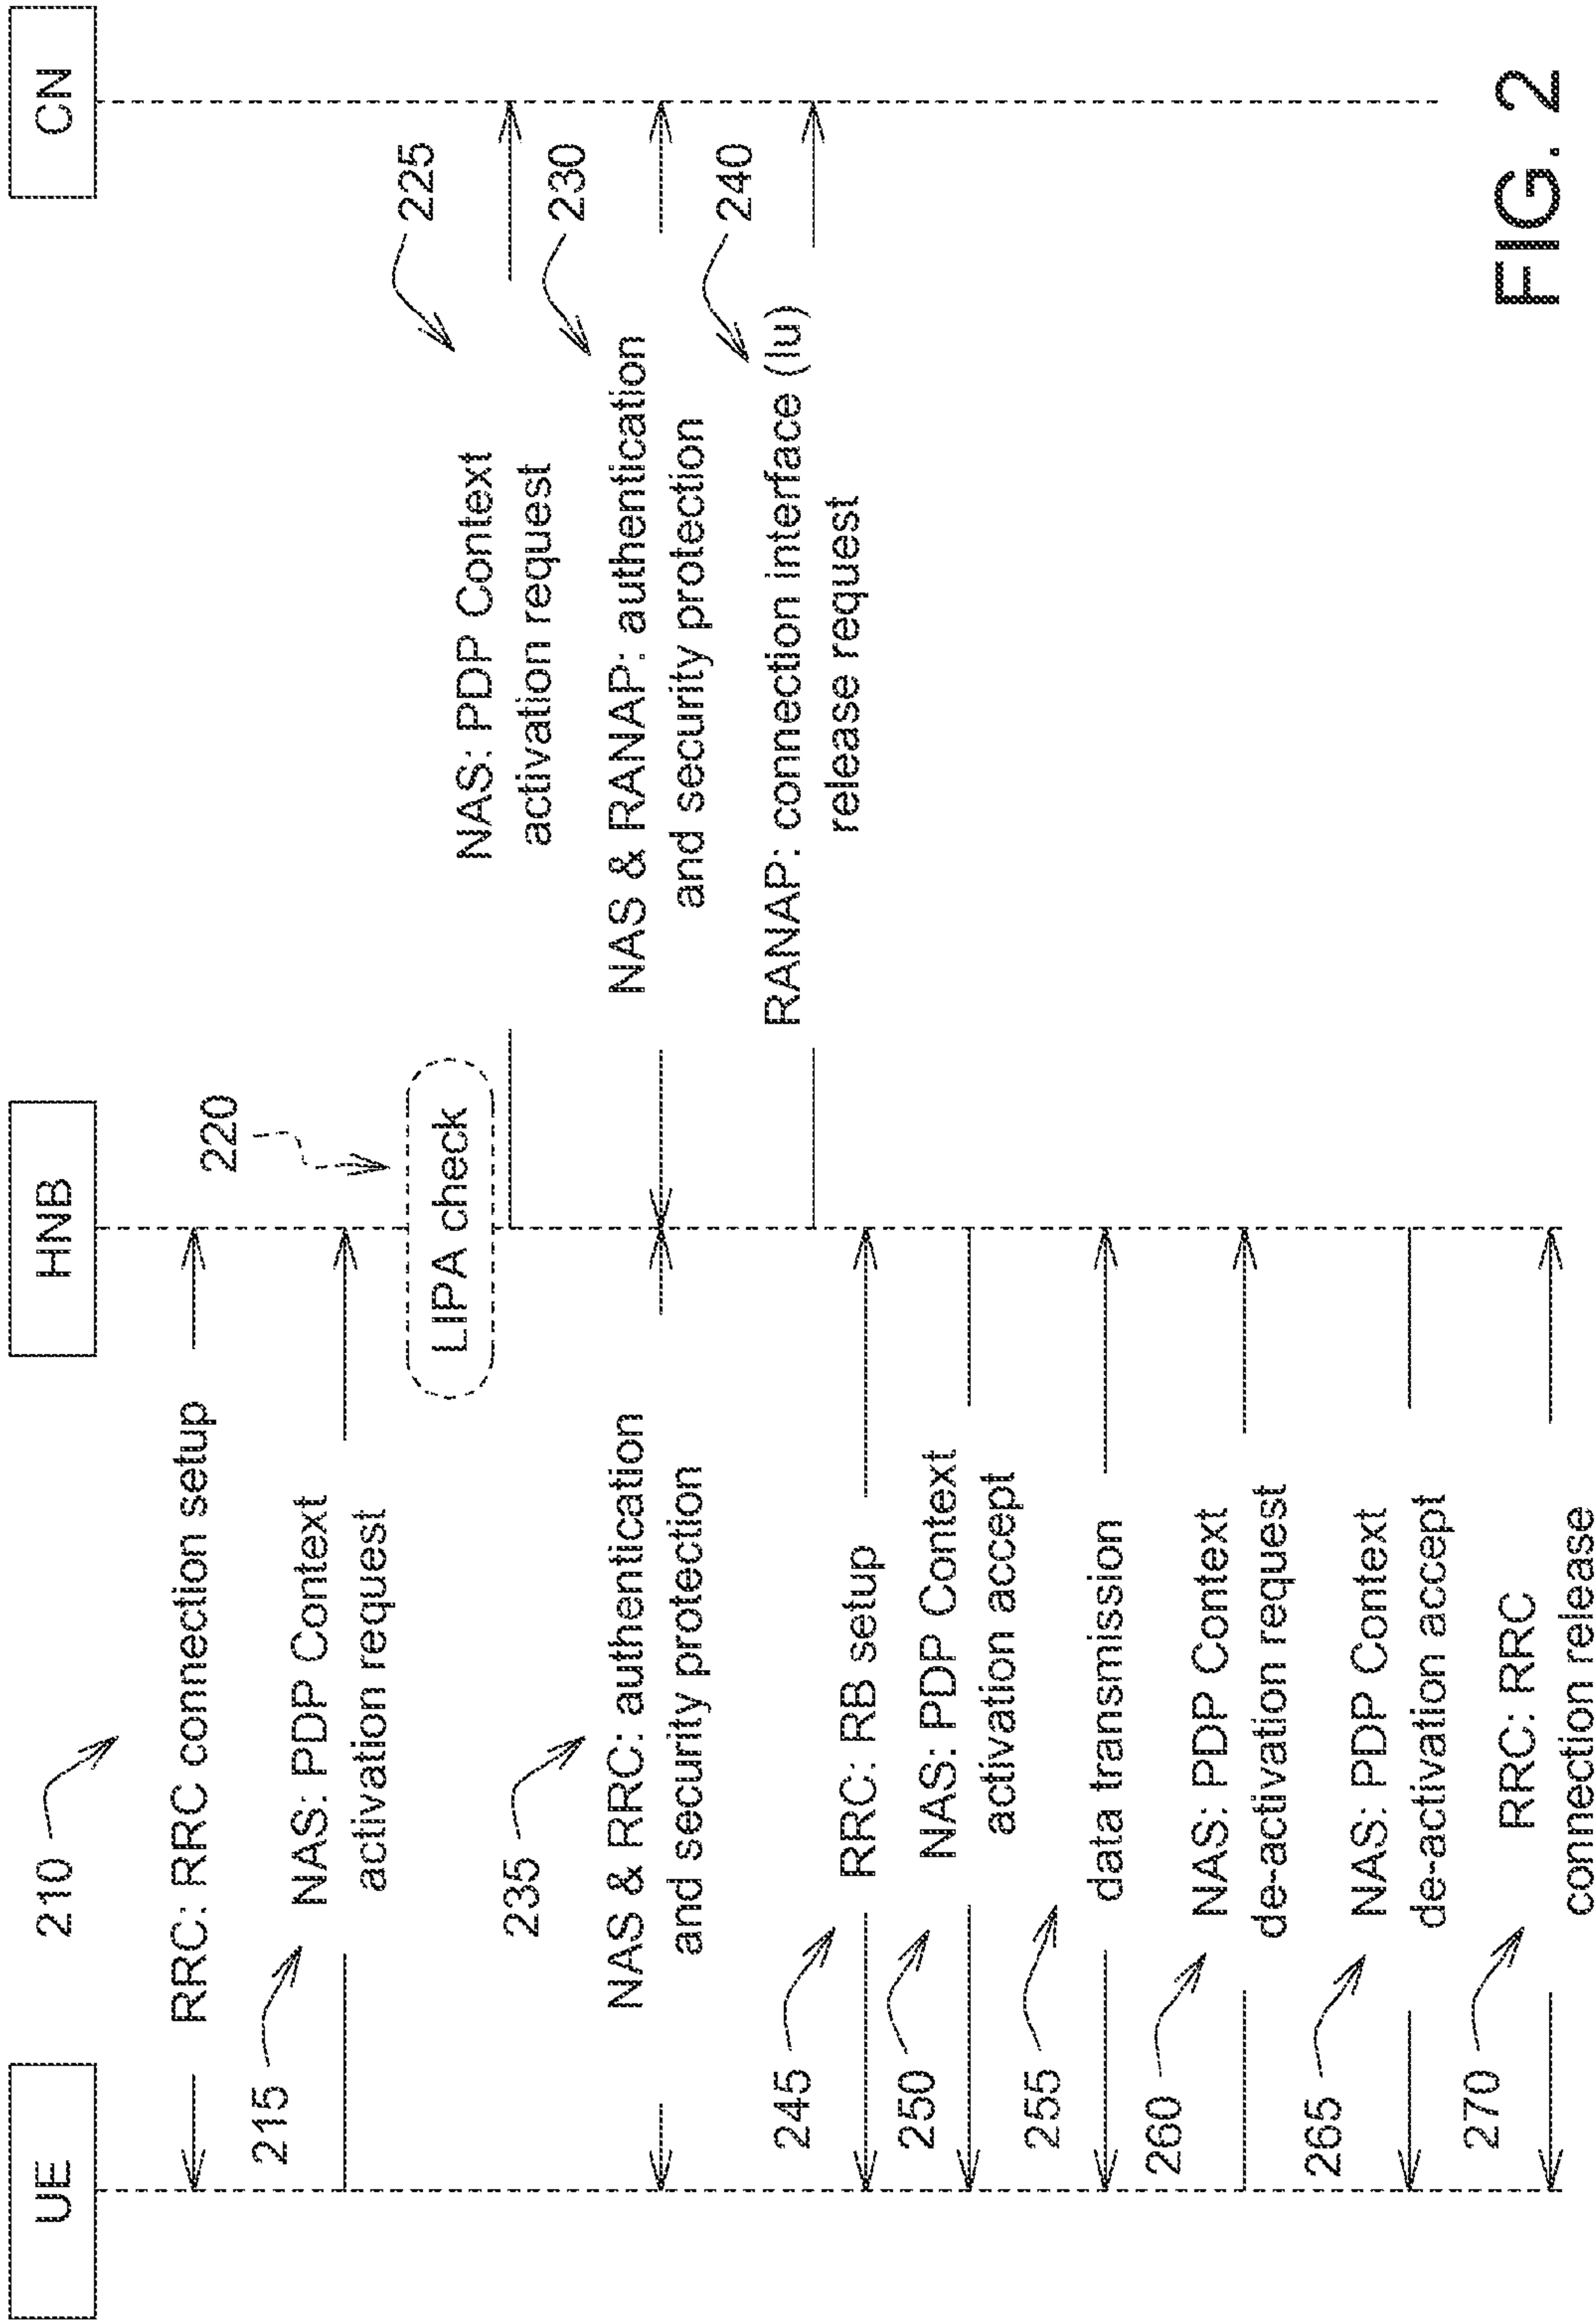 UE
HNB
CN
210
RRC: RRC connection setup
215
NAS: PDP Context
activation request
220
LIPA check
225
NAS: PDP Context
activation request
230
NAS & RANAP: authentication
and security protection
235
NAS & RRC: authentication
and security protection
240
RANAP: connection interface (Iu)
release request
245
RRC: RB setup
250
NAS: PDP Context
activation accept
255
data transmission
260
NAS: PDP Context
de-activation request
265
NAS: PDP Context
de-activation accept
270
RRC: RRC
connection release
FIG. 2